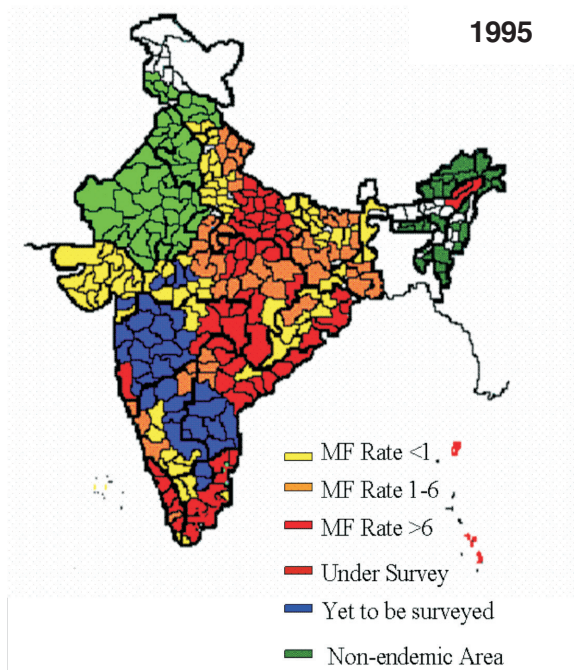 1995
MF Rate <1
MF Rate 1-6
MF Rate >6
Under Survey
Yet to be surveyed
Non-endemic Area